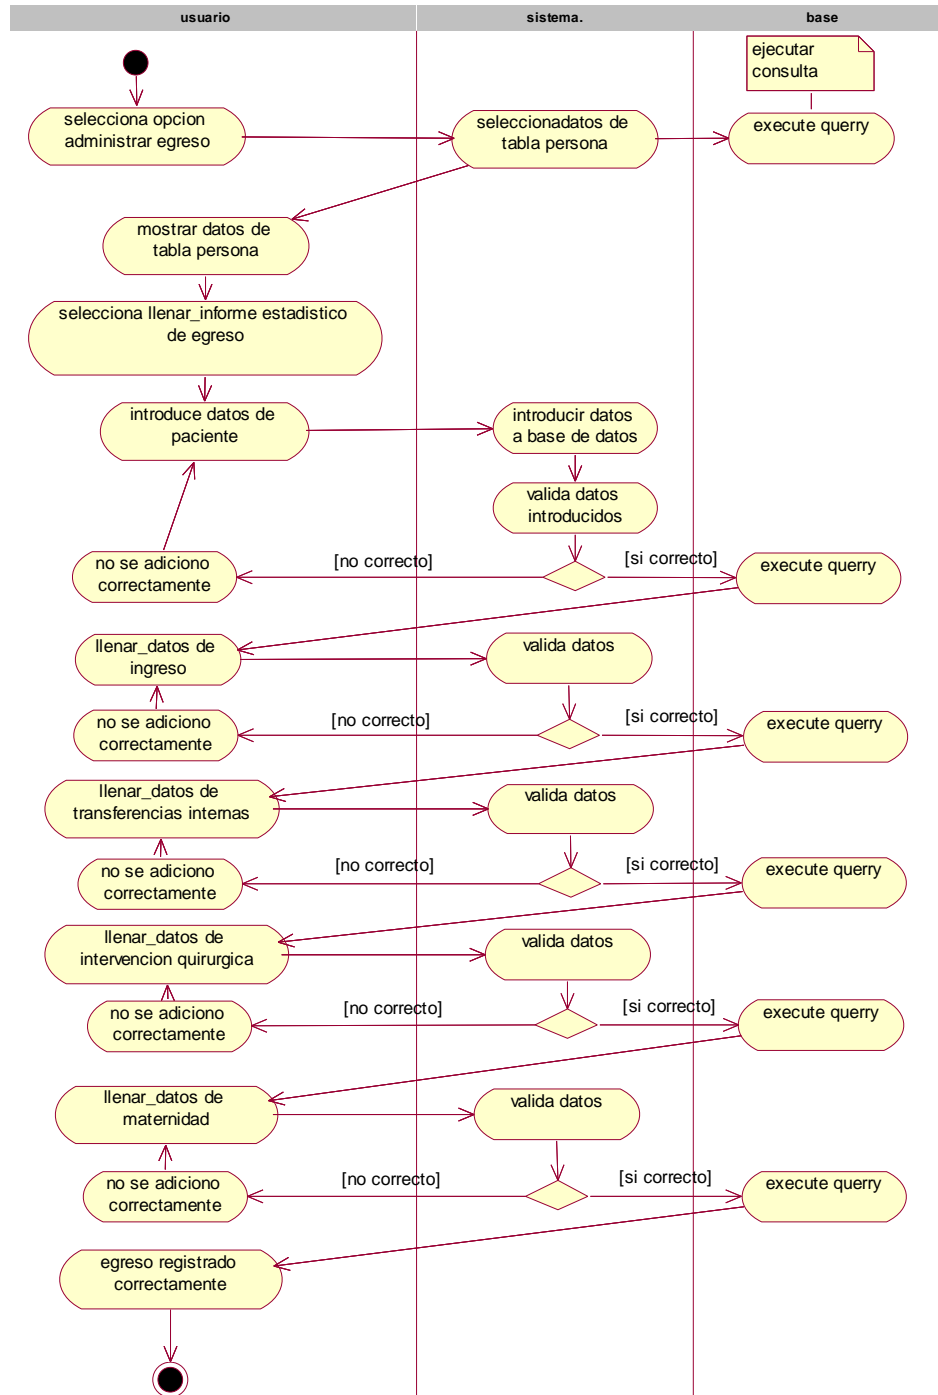 usuario
sistema.
base
ejecutar
consulta
selecciona opcion
administrar egreso
seleccionadatos de
tabla persona
execute querry
mostrar datos de
tabla persona
selecciona llenar_informe estadistico
de egreso
introduce datos de
paciente
introducir datos
a base de datos
valida datos
introducidos
no se adiciono
correctamente
[no correcto]
[si correcto]
execute querry
llenar_datos de
ingreso
valida datos
no se adiciono
correctamente
[no correcto]
[si correcto]
execute querry
llenar_datos de
transferencias internas
valida datos
no se adiciono
correctamente
[no correcto]
[si correcto]
execute querry
llenar_datos de
intervencion quirurgica
valida datos
no se adiciono
correctamente
[no correcto]
[si correcto]
execute querry
llenar_datos de
maternidad
valida datos
no se adiciono
correctamente
[no correcto]
[si correcto]
execute querry
egreso registrado
correctamente